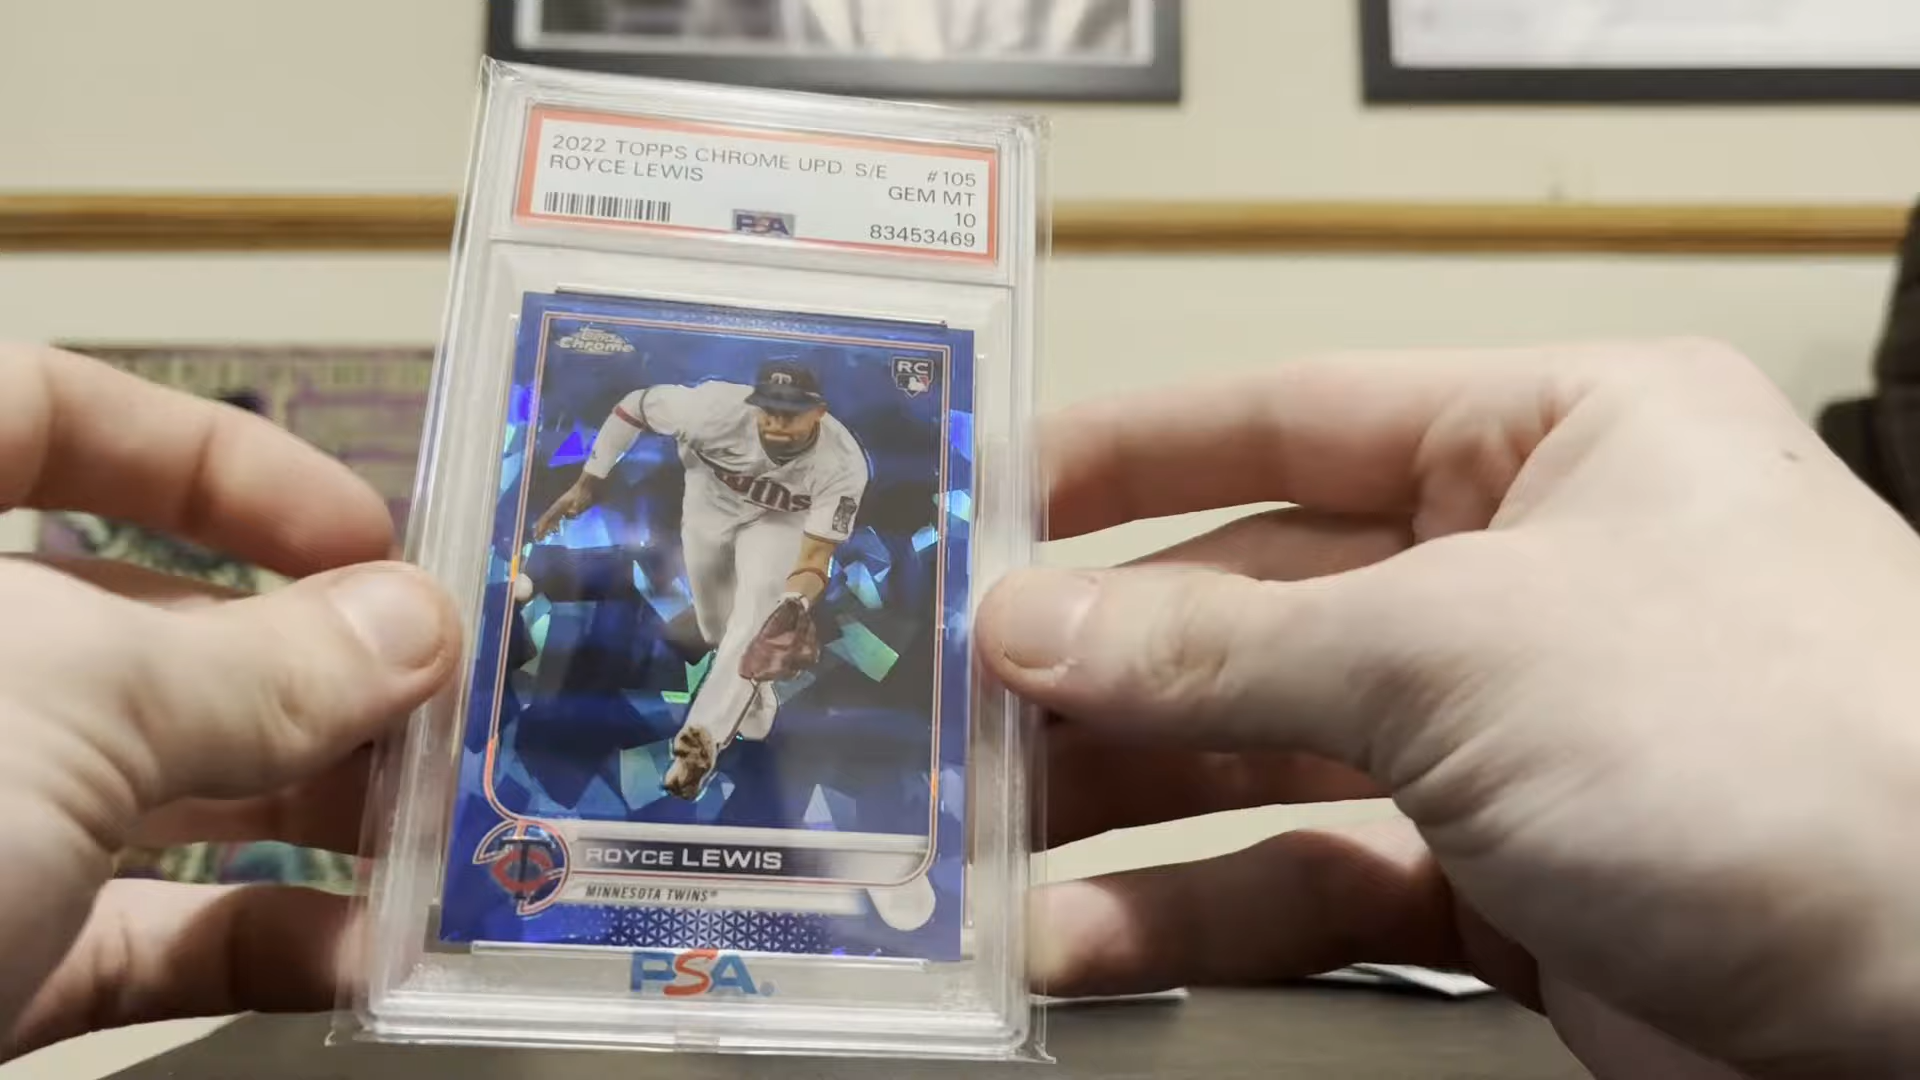 2022 TOPPS CHROME UPD. S/E #105
ROYCE LEWIS GEM MT
10
PSA 83453469
Topps
Chrome
RC
T
Twins
ROYCE LEWIS
MINNESOTA TWINS®
PSA®